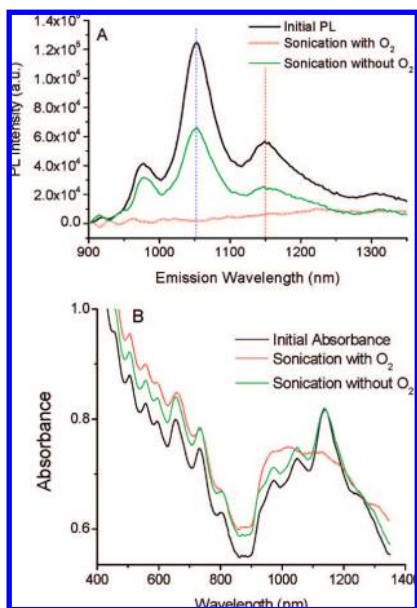 A
Initial PL
Sonication with O₂
Sonication without O₂
PL Intensity (a.u.)
1.4x10⁵
1.2x10⁵
1.0x10⁵
8.0x10⁴
6.0x10⁴
4.0x10⁴
2.0x10⁴
0.0
900 1000 1100 1200 1300
Emission Wavelength (nm)
B
Initial Absorbance
Sonication with O₂
Sonication without O₂
Absorbance
1.0
0.8
0.6
400 600 800 1000 1200 1400
Wavelength (nm)